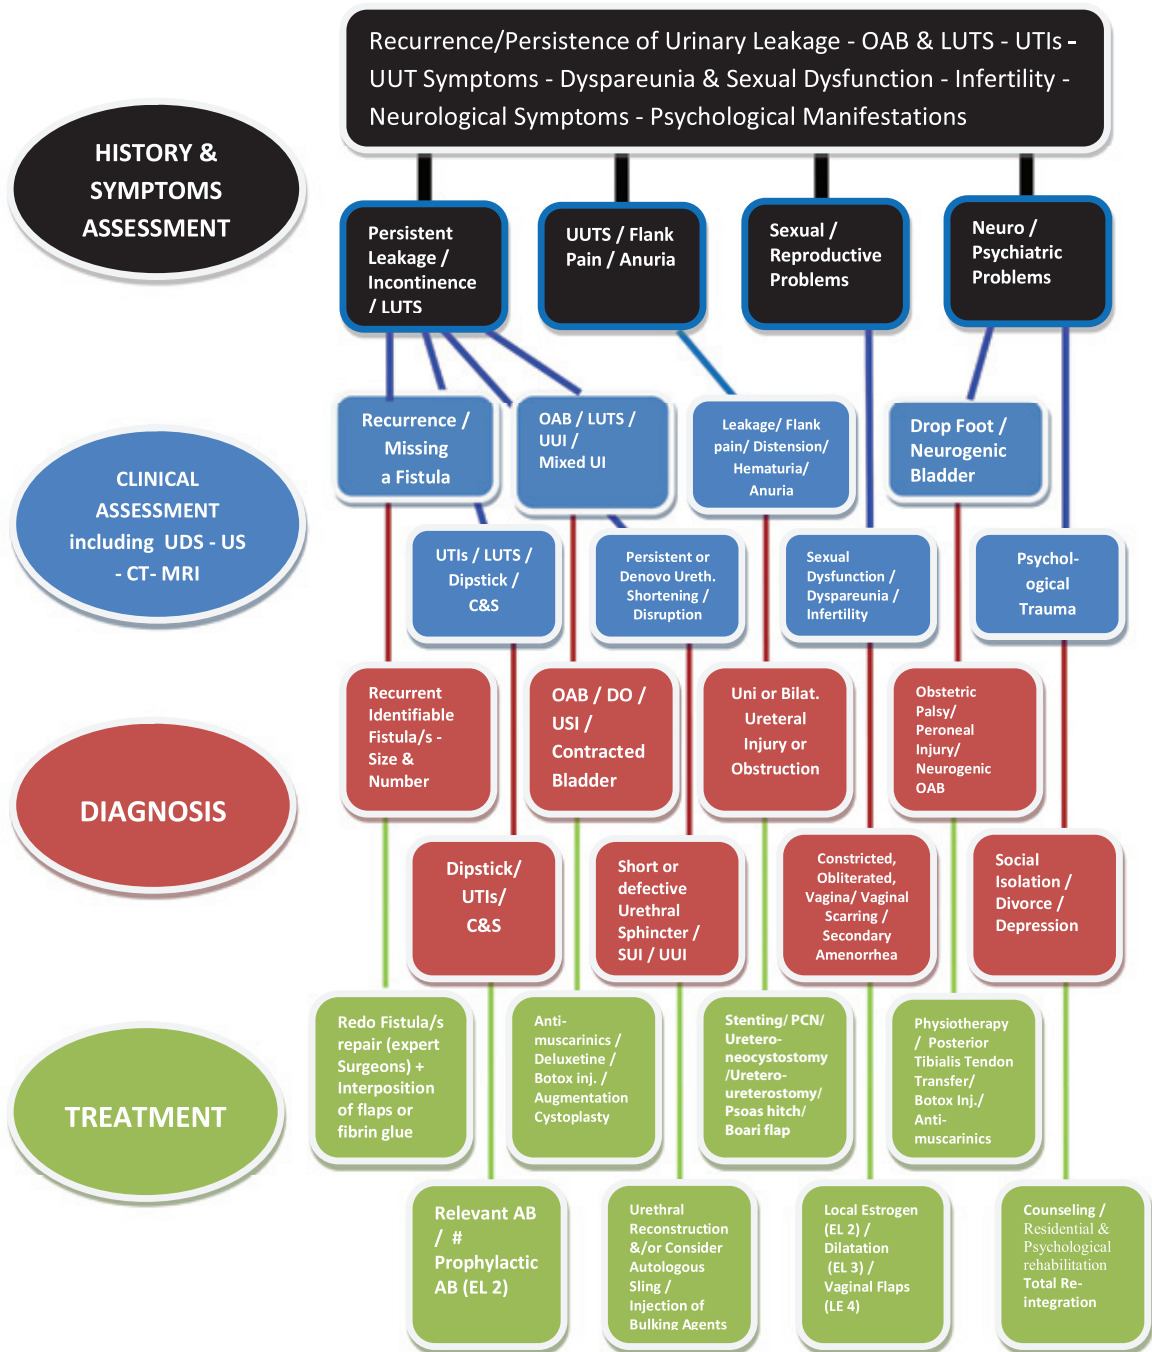 Recurrence/Persistence of Urinary Leakage - OAB & LUTS - UTIs -
UUT Symptoms - Dyspareunia & Sexual Dysfunction - Infertility -
Neurological Symptoms - Psychological Manifestations
HISTORY &
SYMPTOMS
ASSESSMENT
Persistent
Leakage /
Incontinence
/ LUTS
UUTS / Flank
Pain / Anuria
Sexual /
Reproductive
Problems
Neuro /
Psychiatric
Problems
CLINICAL
ASSESSMENT
including UDS - US
- CT- MRI
Recurrence /
Missing
a Fistula
OAB / LUTS /
UUI /
Mixed UI
Leakage/ Flank
pain/ Distension/
Hematuria/
Anuria
Drop Foot /
Neurogenic
Bladder
UTIs / LUTS /
Dipstick /
C&S
Persistent or
Denovo Ureth.
Shortening /
Disruption
Sexual
Dysfunction /
Dyspareunia /
Infertility
Psychol-
ogical
Trauma
DIAGNOSIS
Recurrent
Identifiable
Fistula/s -
Size &
Number
OAB / DO /
USI /
Contracted
Bladder
Uni or Bilat.
Ureteral
Injury or
Obstruction
Obstetric
Palsy/
Peroneal
Injury/
Neurogenic
OAB
Dipstick/
UTIs/
C&S
Short or
defective
Urethral
Sphincter /
SUI / UUI
Constricted,
Obliterated,
Vagina/ Vaginal
Scarring /
Secondary
Amenorrhea
Social
Isolation /
Divorce /
Depression
TREATMENT
Redo Fistula/s
repair (expert
Surgeons) +
Interposition
of flaps or
fibrin glue
Anti-
muscarinics /
Deluxetine /
Botox inj. /
Augmentation
Cystoplasty
Stenting/ PCN/
Uretero-
neocystostomy
/Uretero-
ureterostomy/
Psoas hitch/
Boari flap
Physiotherapy
/ Posterior
Tibialis Tendon
Transfer/
Botox Inj./
Anti-
muscarinics
Relevant AB
/ #
Prophylactic
AB (EL 2)
Urethral
Reconstruction
&/or Consider
Autologous
Sling /
Injection of
Bulking Agents
Local Estrogen
(EL 2) /
Dilatation
(EL 3) /
Vaginal Flaps
(LE 4)
Counseling /
Residential &
Psychological
rehabilitation
Total Re-
integration